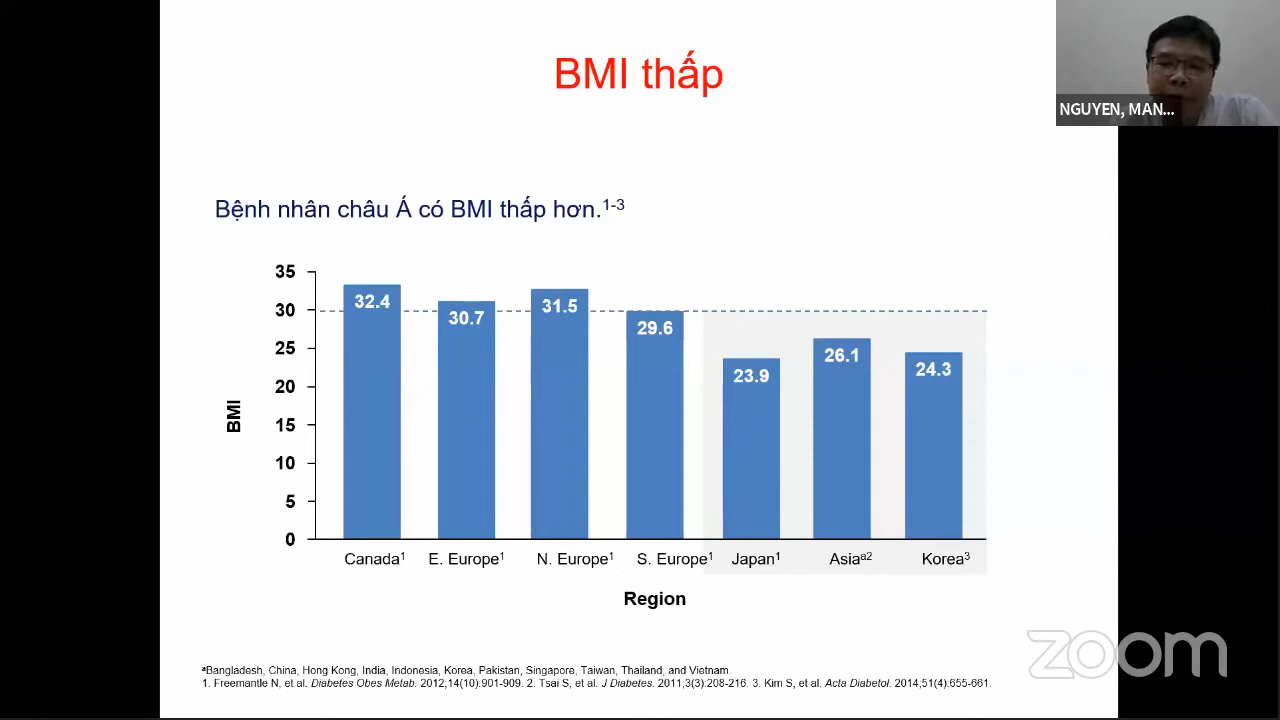 BMI thấp
NGUYEN, MAN...
Bệnh nhân châu Á có BMI thấp hơn.1-3
35
30
25
20
15
10
5
0
BMI
32.4
30.7
31.5
29.6
23.9
26.1
24.3
Canada1 E. Europe1 N. Europe1 S. Europe1 Japan1 Asiaa2 Korea3
Region
zoom
aBangladesh, China, Hong Kong, India, Indonesia, Korea, Pakistan, Singapore, Taiwan, Thailand, and Vietnam.
1. Freemantle N, et al. Diabetes Obes Metab. 2012;14(10):901-909. 2. Tsai S, et al. J Diabetes. 2011;3(3):208-216. 3. Kim S, et al. Acta Diabetol. 2014;51(4):655-661.